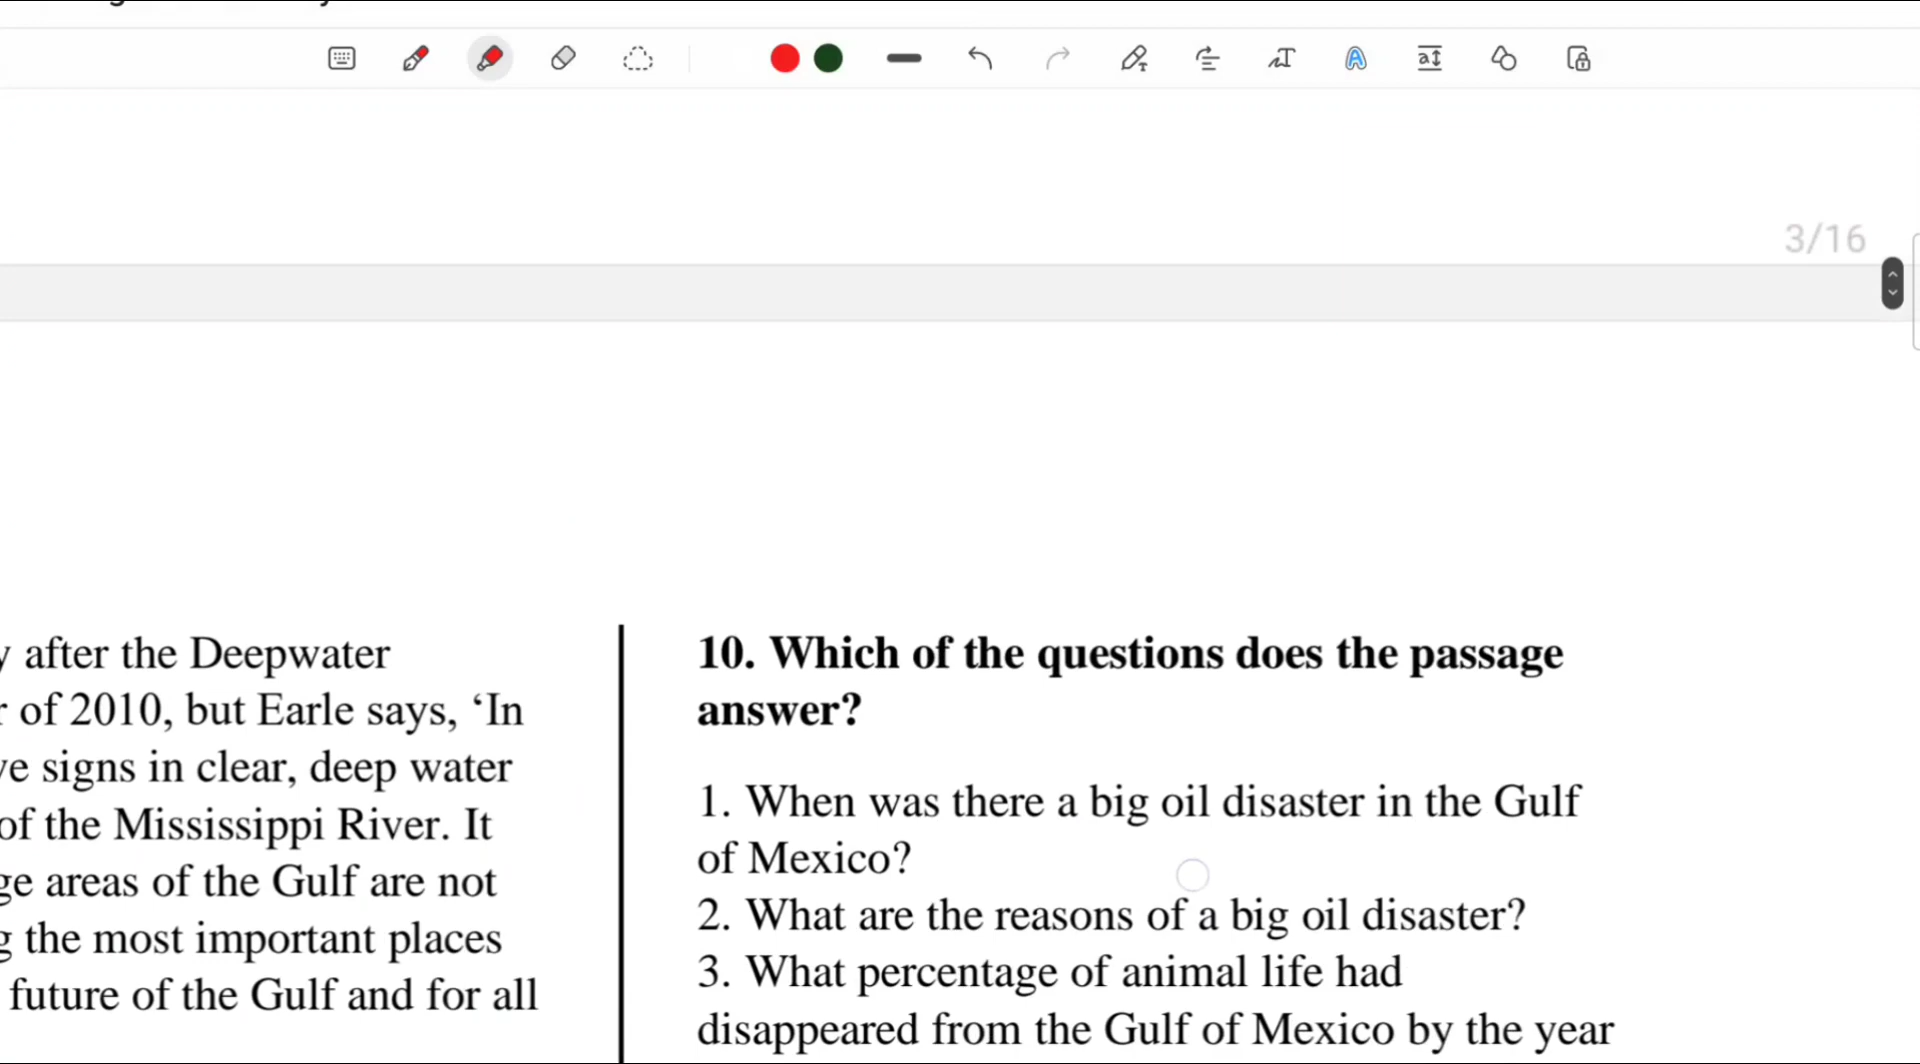 3/16
after the Deepwater
of 2010, but Earle says, ‘In
signs in clear, deep water
of the Mississippi River. It
areas of the Gulf are not
the most important places
future of the Gulf and for all
10. Which of the questions does the passage
answer?
1. When was there a big oil disaster in the Gulf
of Mexico?
2. What are the reasons of a big oil disaster?
3. What percentage of animal life had
disappeared from the Gulf of Mexico by the year